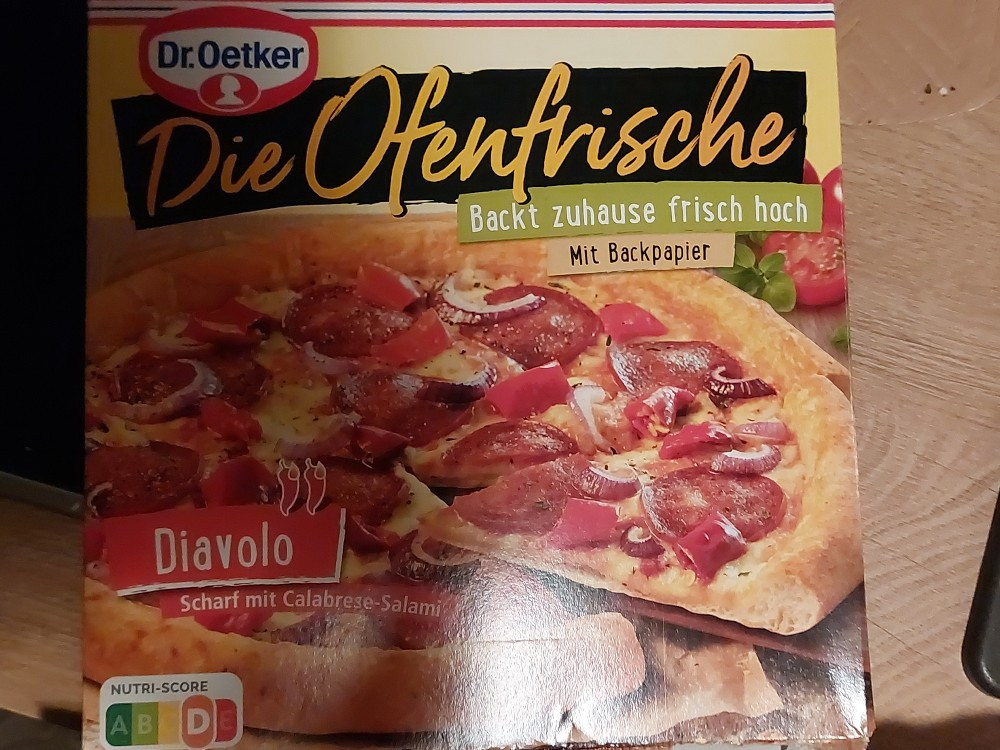 Dr. Oetker
Die Ofenfrische
Backt zuhause frisch hoch
Mit Backpapier
Diavolo
Scharf mit Calabrese-Salami
NUTRI-SCORE
A B C D E